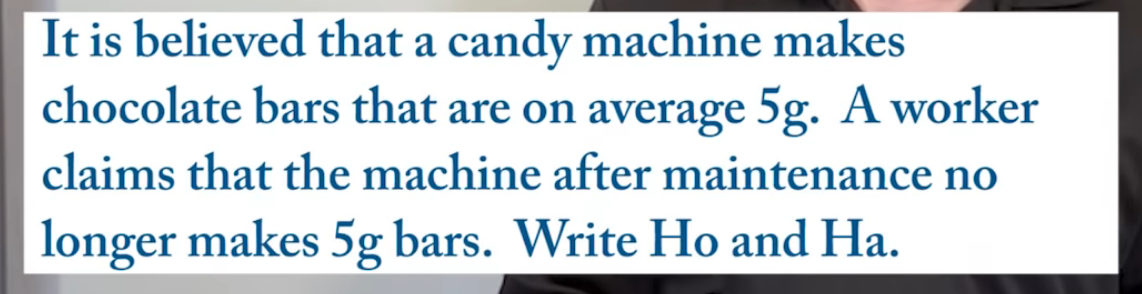 It is believed that a candy machine makes
chocolate bars that are on average 5g. A worker
claims that the machine after maintenance no
longer makes 5g bars. Write Ho and Ha.